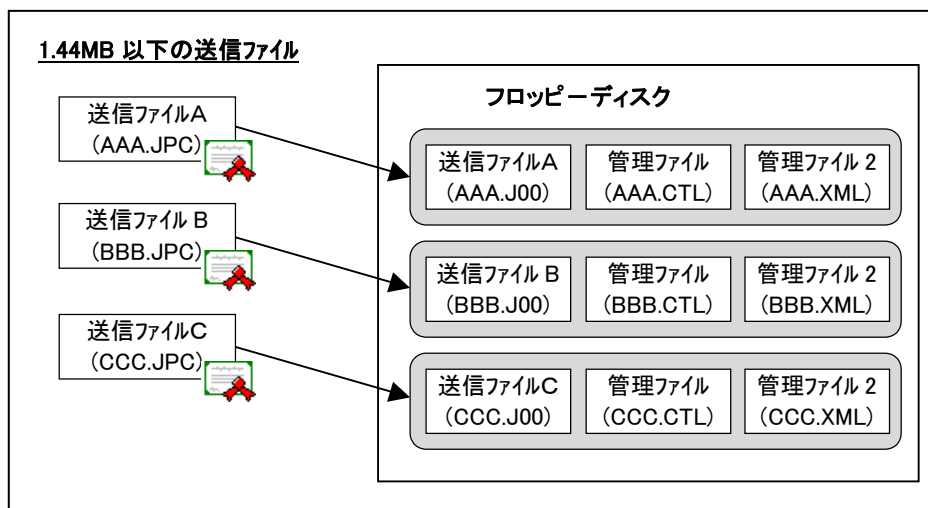 1.44MB 以下の送信ファイル
フロッピーディスク
送信ファイルA
(AAA.JPC)
送信ファイルA
(AAA.J00)
管理ファイル
(AAA.CTL)
管理ファイル 2
(AAA.XML)
送信ファイル B
(BBB.JPC)
送信ファイル B
(BBB.J00)
管理ファイル
(BBB.CTL)
管理ファイル 2
(BBB.XML)
送信ファイルC
(CCC.JPC)
送信ファイルC
(CCC.J00)
管理ファイル
(CCC.CTL)
管理ファイル 2
(CCC.XML)